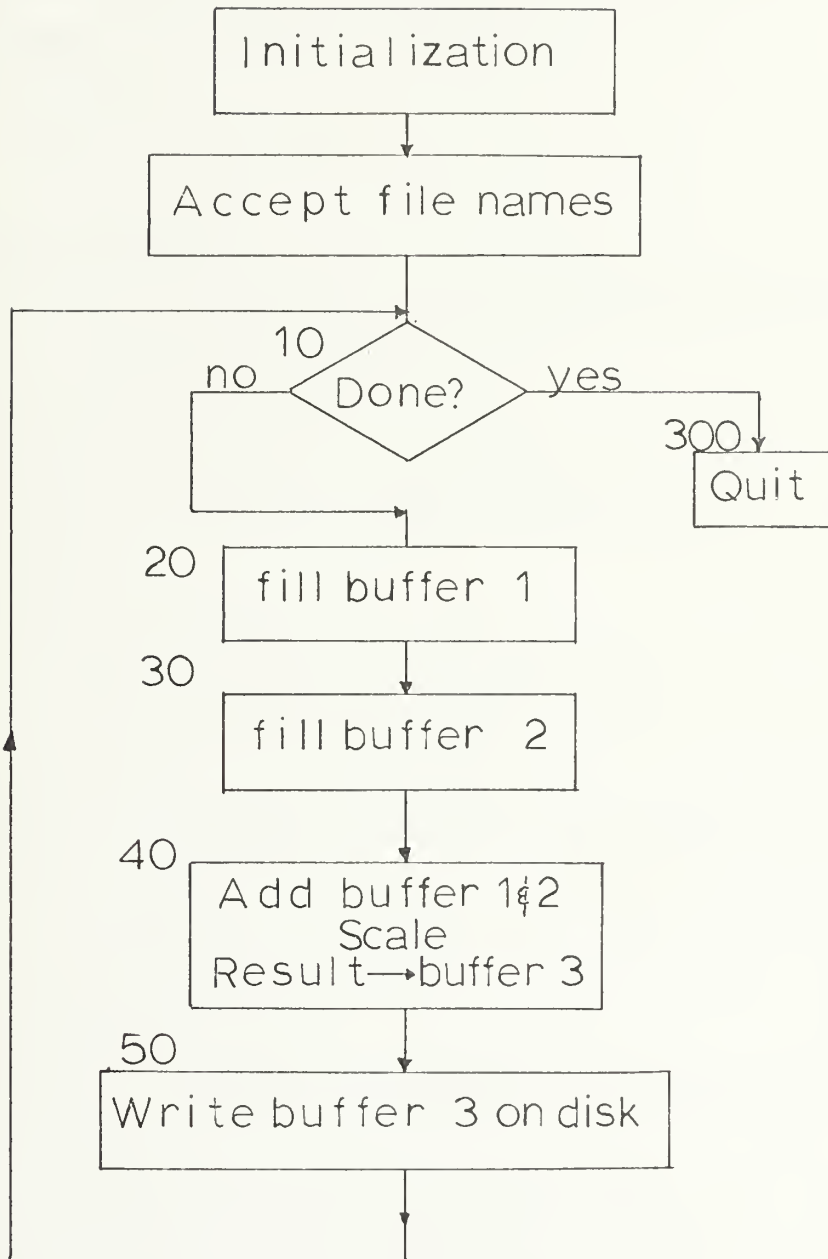 Initialization
Accept file names
10
no
Done?
yes
300
Quit
20
fill buffer 1
30
fill buffer 2
40
Add buffer 1&2
Scale
Result→buffer 3
50
Write buffer 3 on disk